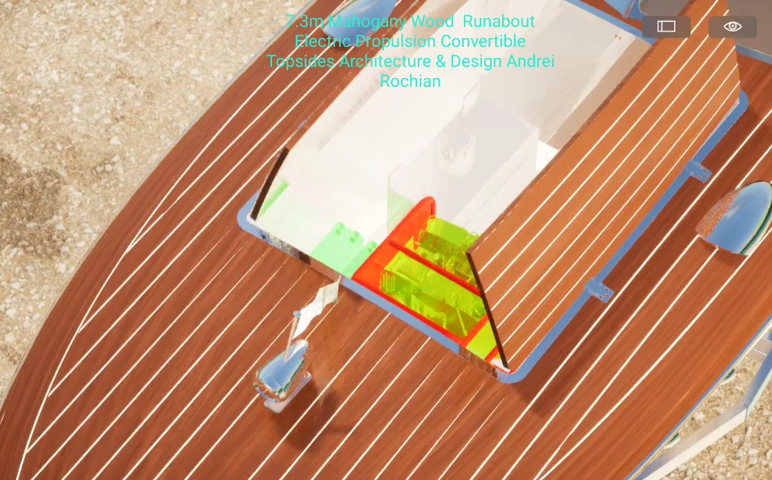 7.3m Mahogany Wood Runabout
Electric Propulsion Convertible
Topsides Architecture & Design Andrei
Rochian